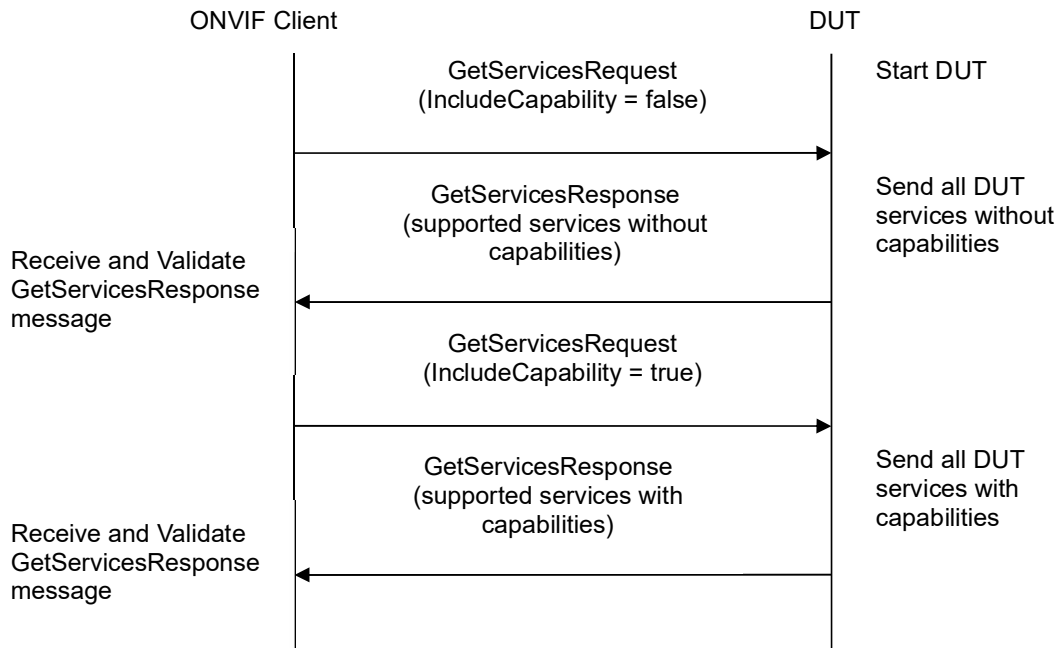 ONVIF Client
DUT
GetServicesRequest
(IncludeCapability = false)
Start DUT
GetServicesResponse
(supported services without
capabilities)
Send all DUT
services without
capabilities
Receive and Validate
GetServicesResponse
message
GetServicesRequest
(IncludeCapability = true)
GetServicesResponse
(supported services with
capabilities)
Send all DUT
services with
capabilities
Receive and Validate
GetServicesResponse
message